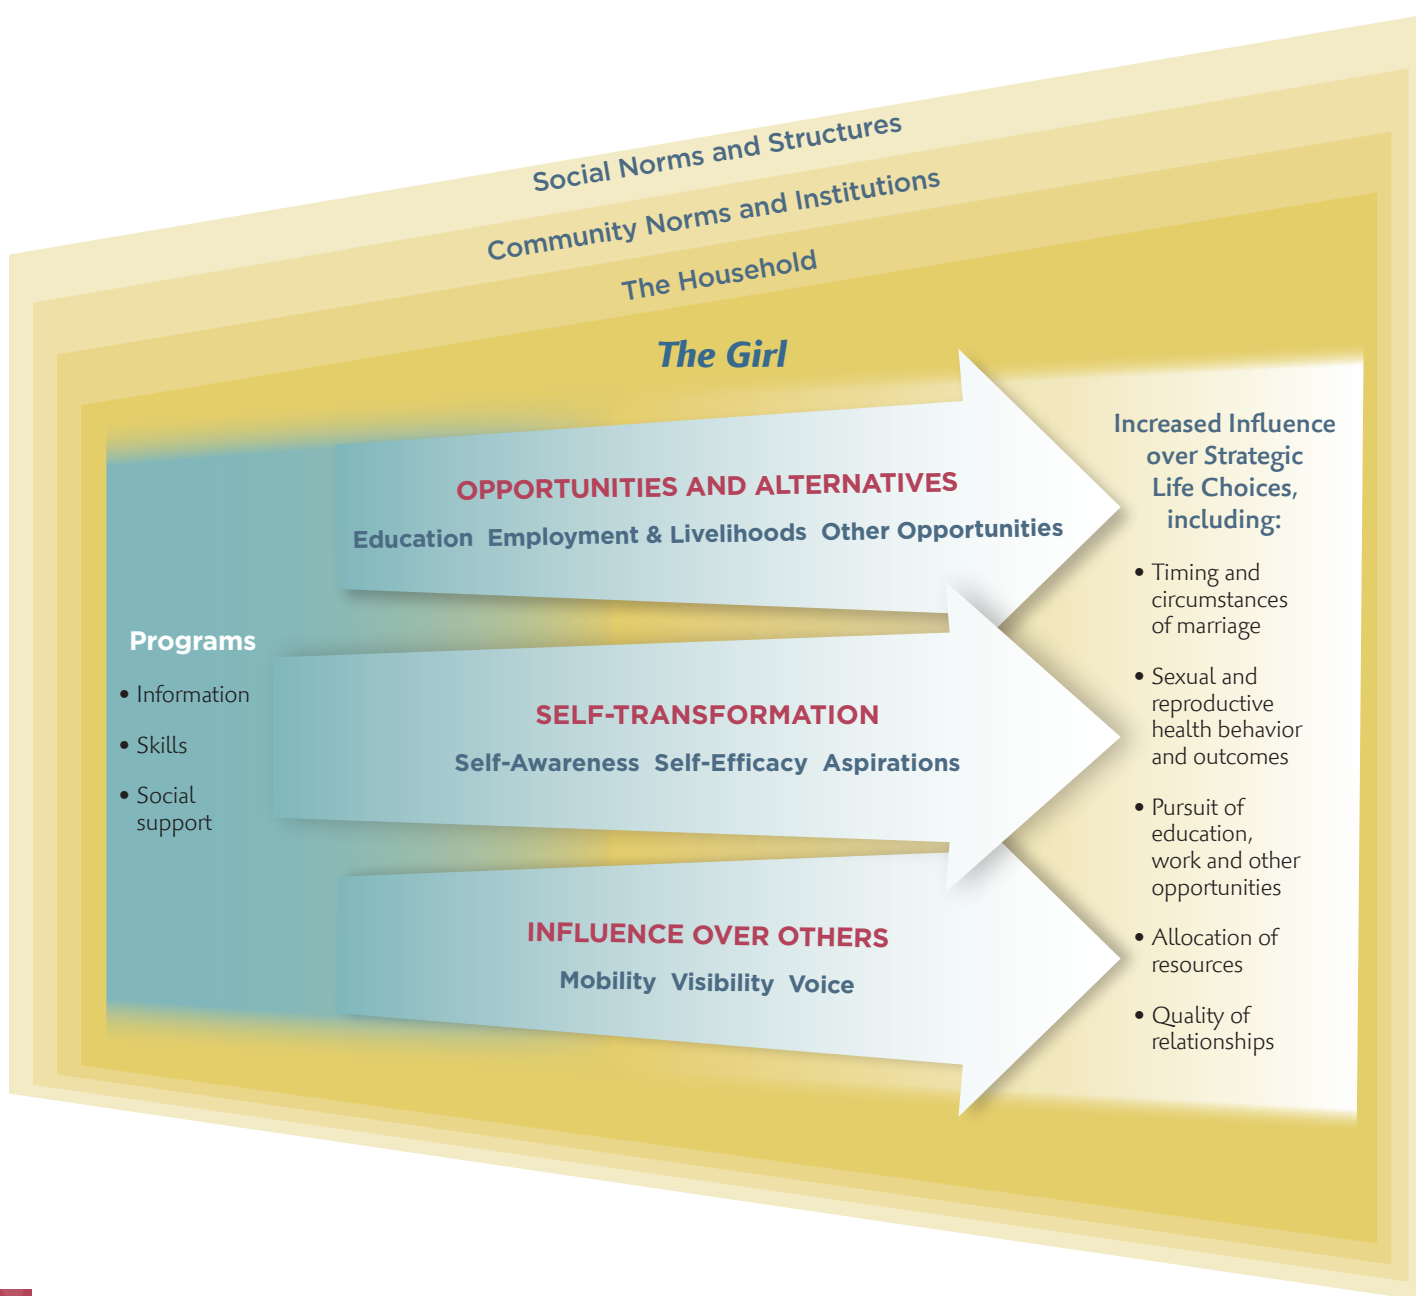 Social Norms and Structures
Community Norms and Institutions
The Household
The Girl
Programs
• Information
• Skills
• Social
support
OPPORTUNITIES AND ALTERNATIVES
Education Employment & Livelihoods Other Opportunities
SELF-TRANSFORMATION
Self-Awareness Self-Efficacy Aspirations
INFLUENCE OVER OTHERS
Mobility Visibility Voice
Increased Influence
over Strategic
Life Choices,
including:
• Timing and
circumstances
of marriage
• Sexual and
reproductive
health behavior
and outcomes
• Pursuit of
education,
work and other
opportunities
• Allocation of
resources
• Quality of
relationships